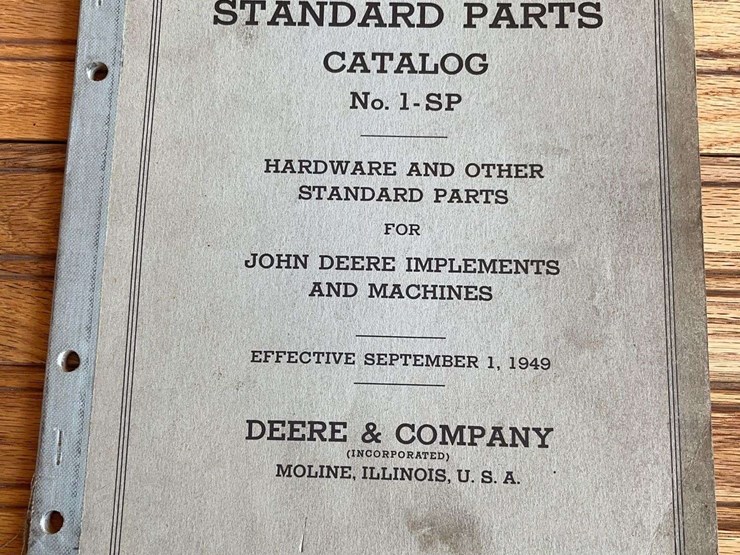 STANDARD PARTS
CATALOG
No. 1-SP
HARDWARE AND OTHER
STANDARD PARTS
FOR
JOHN DEERE IMPLEMENTS
AND MACHINES
EFFECTIVE SEPTEMBER 1, 1949
DEERE & COMPANY
(INCORPORATED)
MOLINE, ILLINOIS, U. S. A.